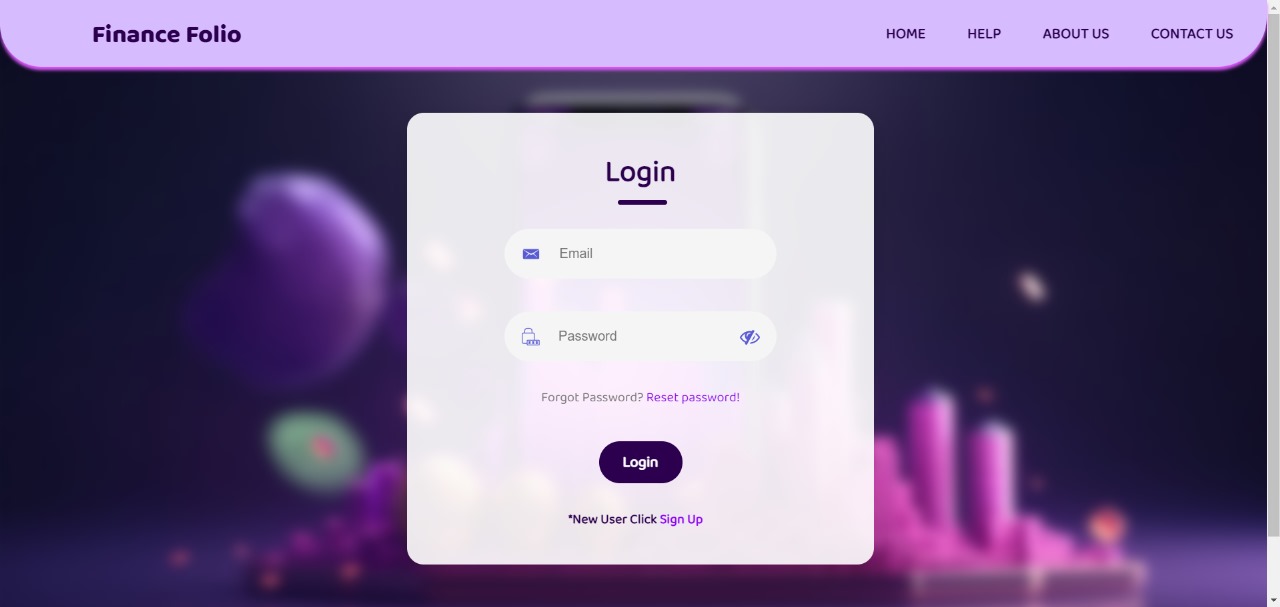 Finance Folio
HOME HELP ABOUT US CONTACT US
Login
Email
Password
Forgot Password? Reset password!
Login
*New User Click Sign Up